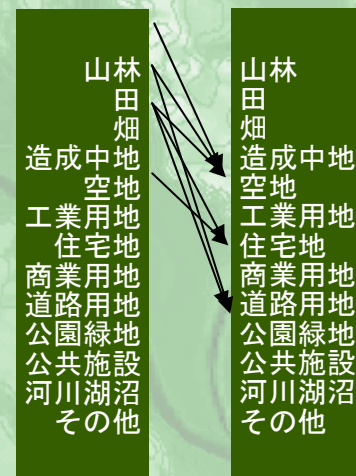 山林
田
畑
造成中地
空地
工業用地
住宅地
商業用地
道路用地
公園緑地
公共施設
河川湖沼
その他
山林
田
畑
造成中地
空地
工業用地
住宅地
商業用地
道路用地
公園緑地
公共施設
河川湖沼
その他